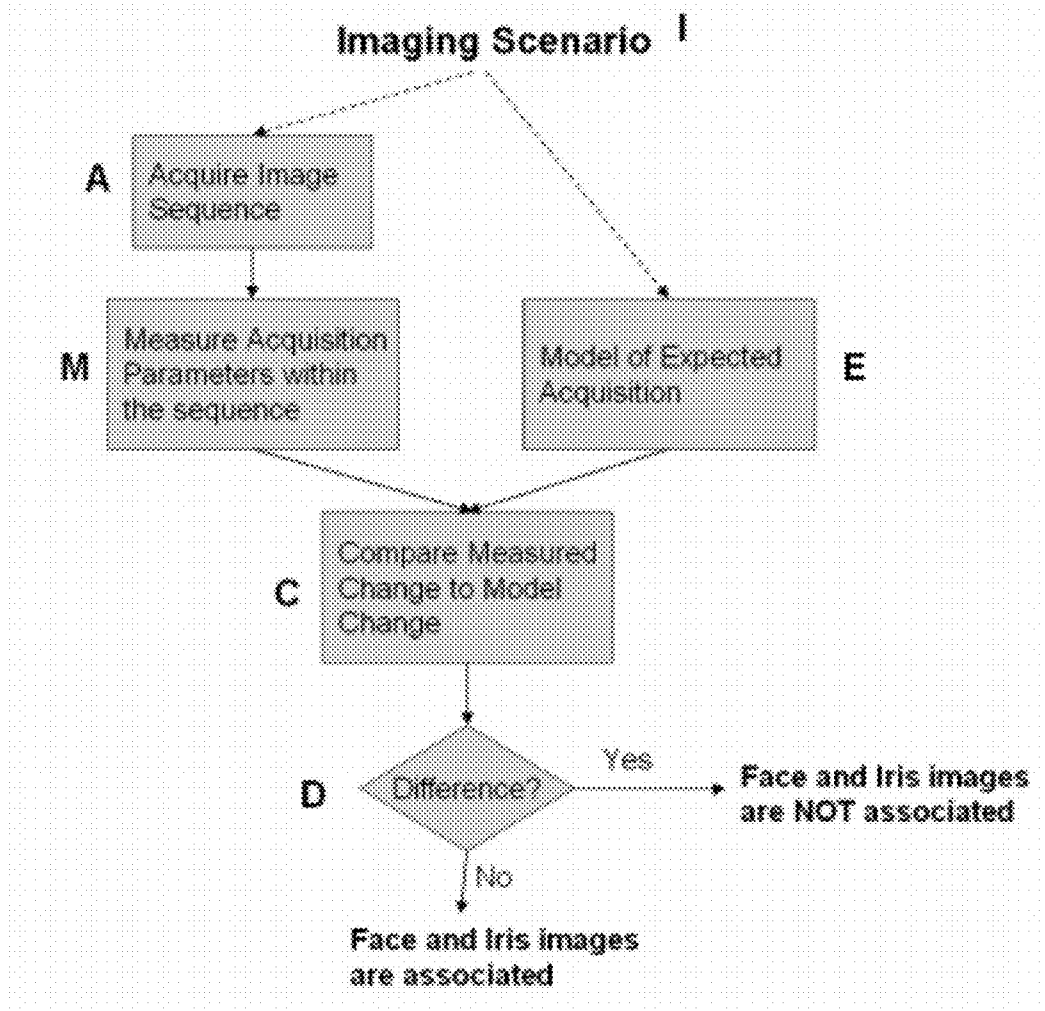 Imaging Scenario I
A
Acquire Image
Sequence
M
Measure Acquisition
Parameters within
the sequence
Model of Expected
Acquisition
E
C
Compare Measured
Change to Model
Change
D
Difference?
Yes
Face and Iris images
are NOT associated
No
Face and Iris images
are associated